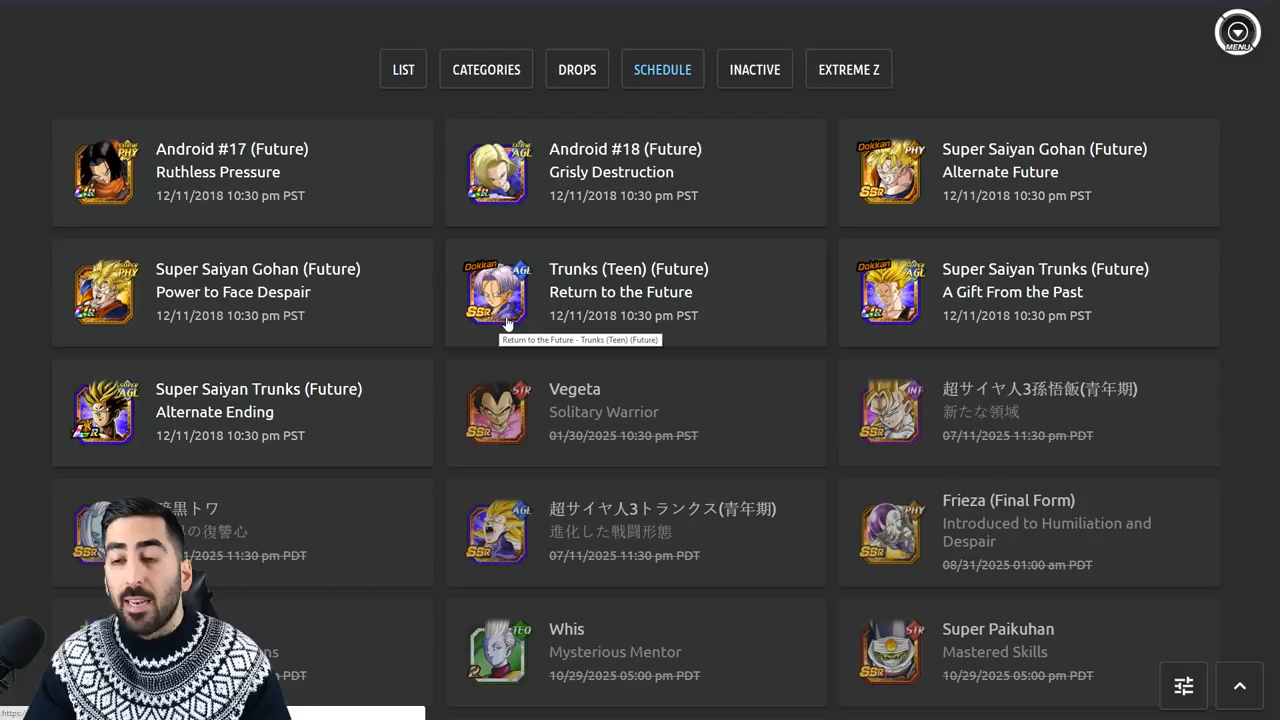 MENU
LIST
CATEGORIES
DROPS
SCHEDULE
INACTIVE
EXTREME Z
Android #17 (Future)
Ruthless Pressure
12/11/2018 10:30 pm PST
Android #18 (Future)
Grisly Destruction
12/11/2018 10:30 pm PST
Super Saiyan Gohan (Future)
Alternate Future
12/11/2018 10:30 pm PST
Super Saiyan Gohan (Future)
Power to Face Despair
12/11/2018 10:30 pm PST
Trunks (Teen) (Future)
Return to the Future
12/11/2018 10:30 pm PST
Return to the Future - Trunks (Teen) (Future)
Super Saiyan Trunks (Future)
A Gift From the Past
12/11/2018 10:30 pm PST
Super Saiyan Trunks (Future)
Alternate Ending
12/11/2018 10:30 pm PST
Vegeta
Solitary Warrior
01/30/2025 10:30 pm PST
超サイヤ人3孫悟飯(青年期)
新たな領域
07/11/2025 11:30 pm PDT
黒トワ
の復讐心
11:30 pm PDT
超サイヤ人3トランクス(青年期)
進化した戦闘形態
07/11/2025 11:30 pm PDT
Frieza (Final Form)
Introduced to Humiliation and
Despair
08/31/2025 01:00 am PDT
Whis
Mysterious Mentor
10/29/2025 05:00 pm PDT
Super Paikuhan
Mastered Skills
10/29/2025 05:00 pm PDT